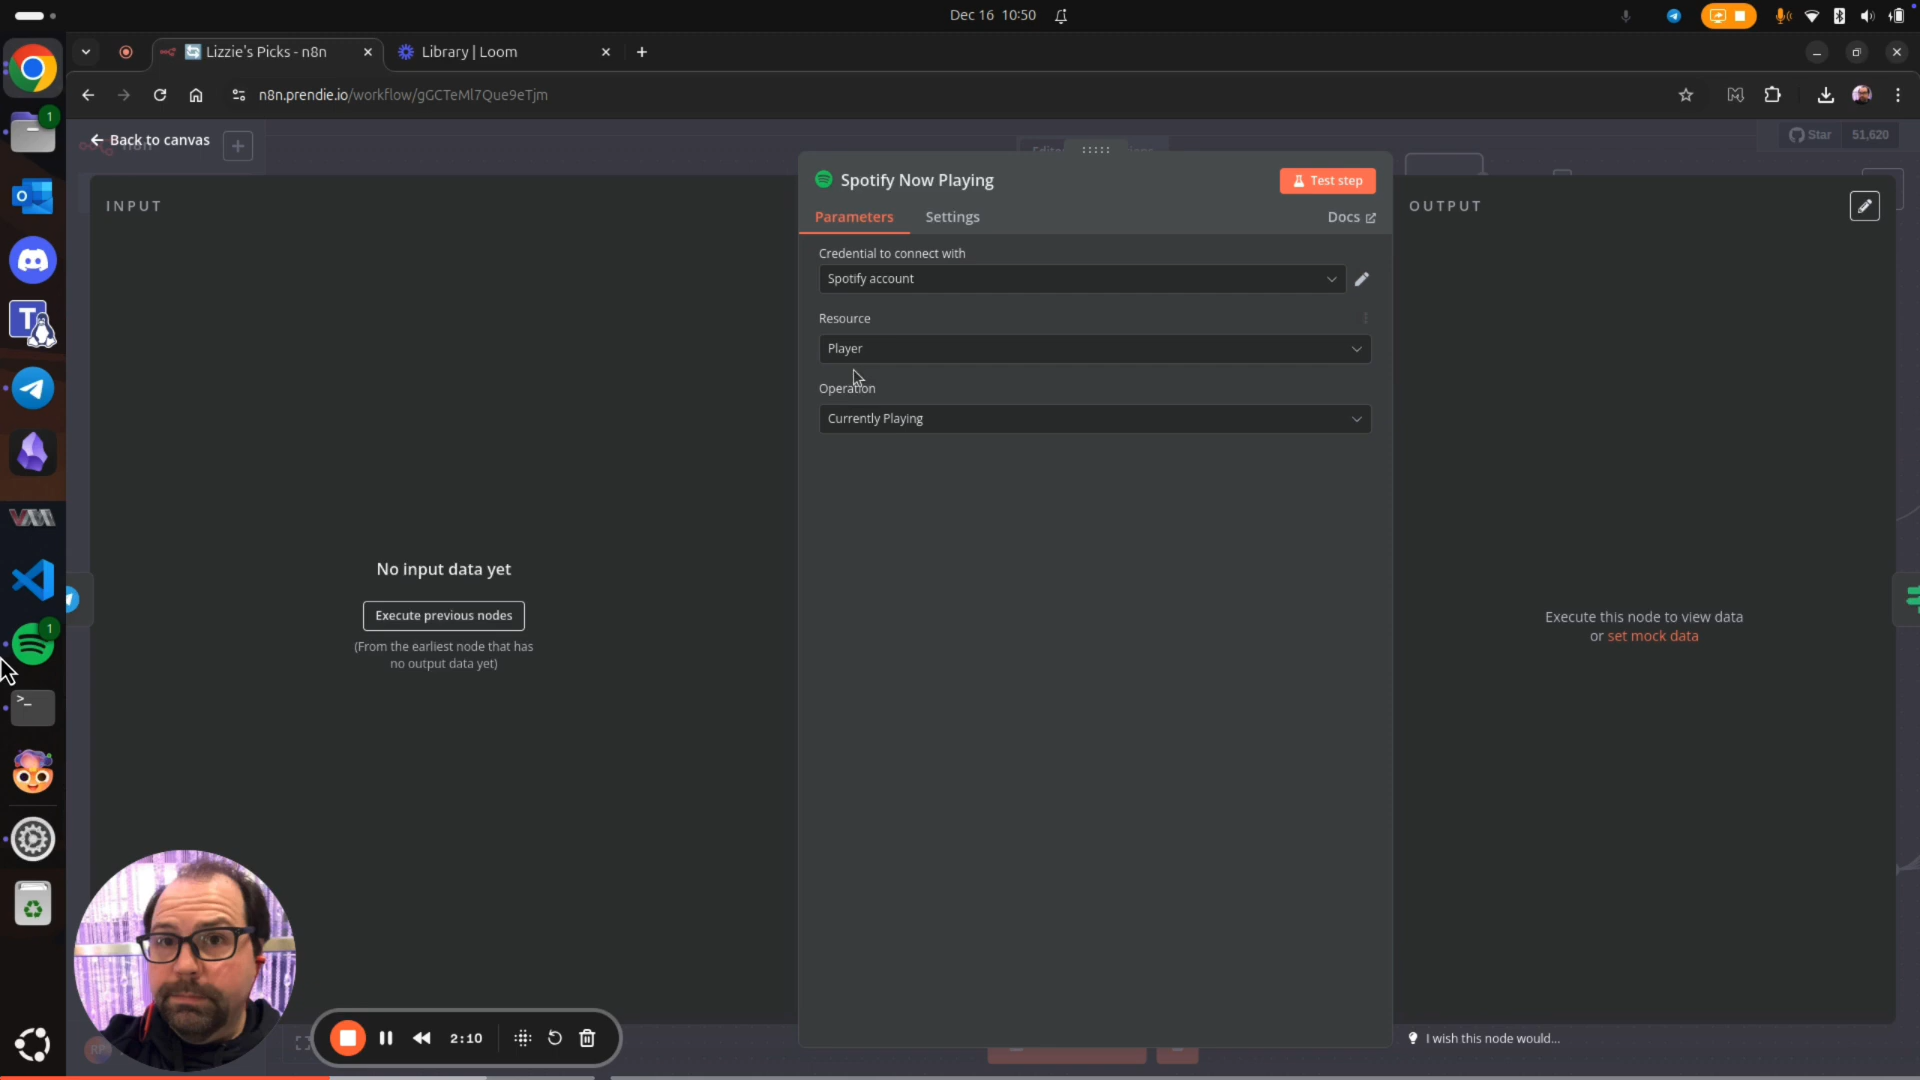 Dec 16 10:50
Lizzie's Picks - n8n
Library | Loom
n8n.prendie.io/workflow/gGCTeMl7Que9eTjm
Back to canvas
Star 51,620
INPUT
Spotify Now Playing
Test step
Parameters
Settings
Docs
OUTPUT
Credential to connect with
Spotify account
Resource
Player
Operation
Currently Playing
No input data yet
Execute previous nodes
(From the earliest node that has
no output data yet)
Execute this node to view data
or set mock data
1
1
2:10
I wish this node would...